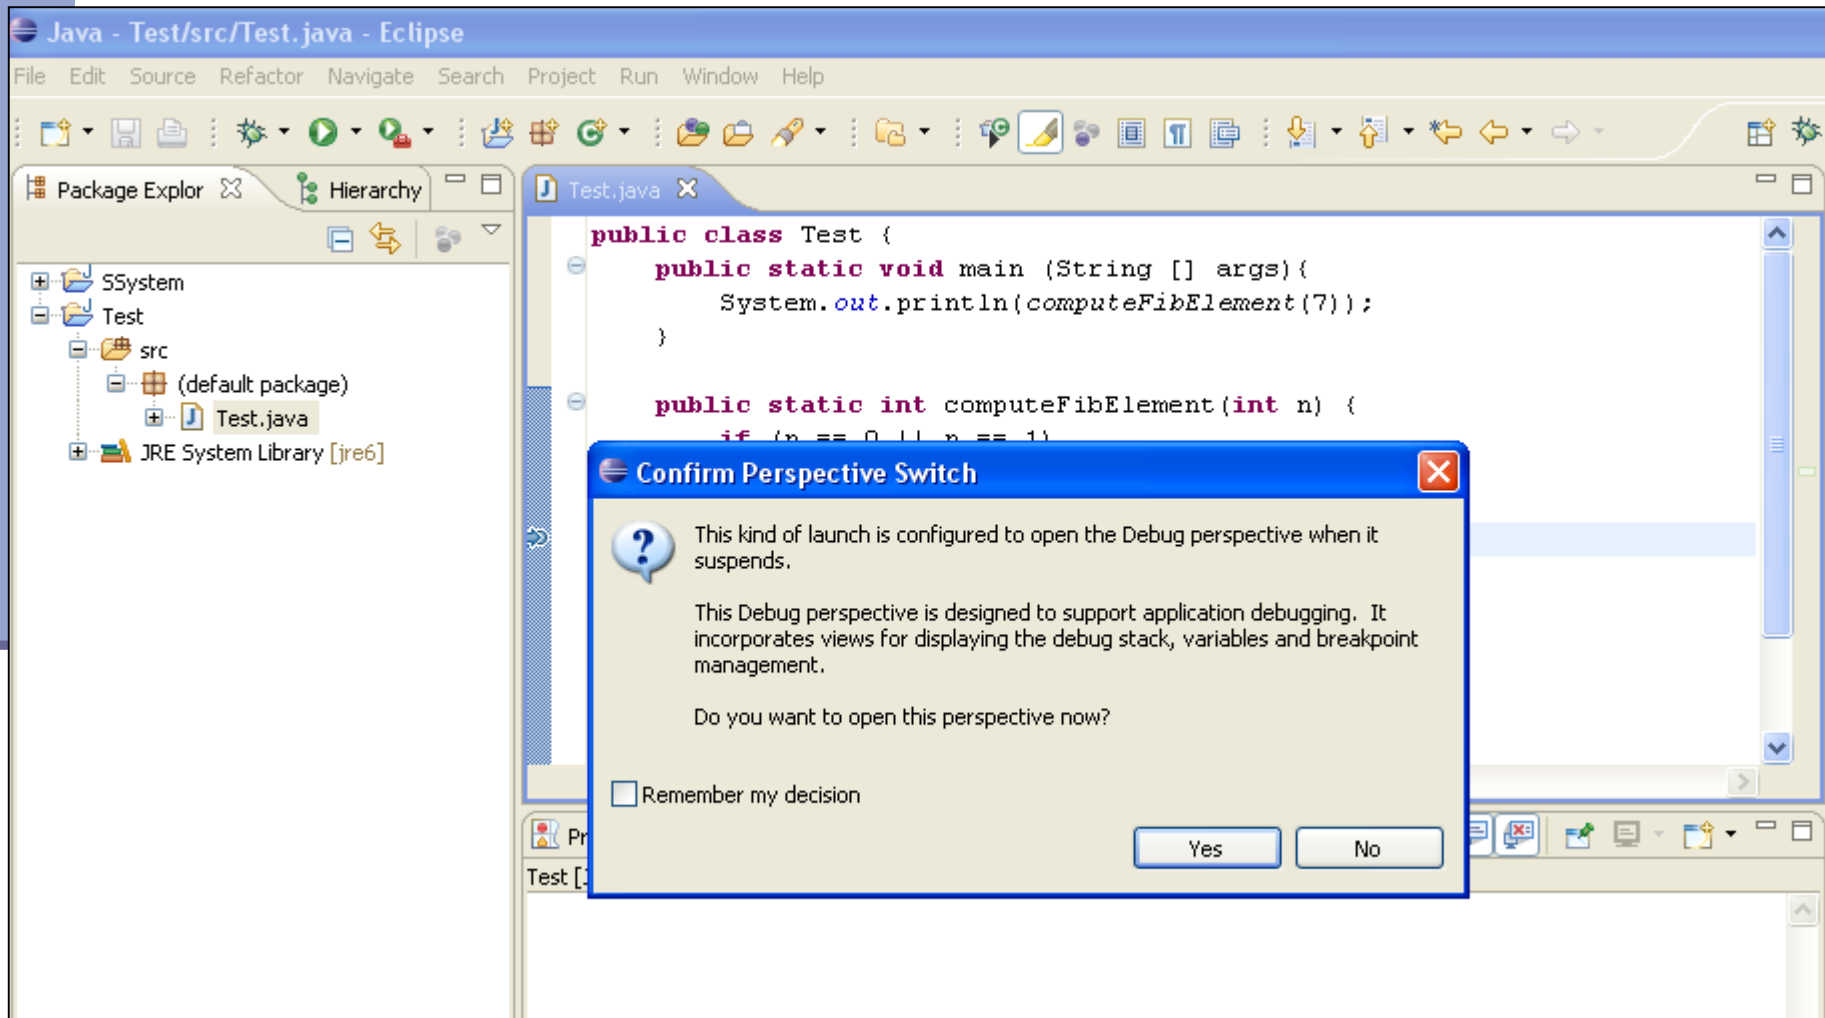 Java - Test/src/Test.java - Eclipse
File Edit Source Refactor Navigate Search Project Run Window Help
Package Explor
Hierarchy
Test.java
SSystem
Test
src
(default package)
Test.java
JRE System Library [jre6]
public class Test {
public static void main (String [] args){
System.out.println(computeFibElement(7));
}
public static int computeFibElement(int n) {
if (n == 0 || n == 1)
Confirm Perspective Switch
This kind of launch is configured to open the Debug perspective when it
suspends.
This Debug perspective is designed to support application debugging. It
incorporates views for displaying the debug stack, variables and breakpoint
management.
Do you want to open this perspective now?
Remember my decision
Yes
No
Pr
Test [